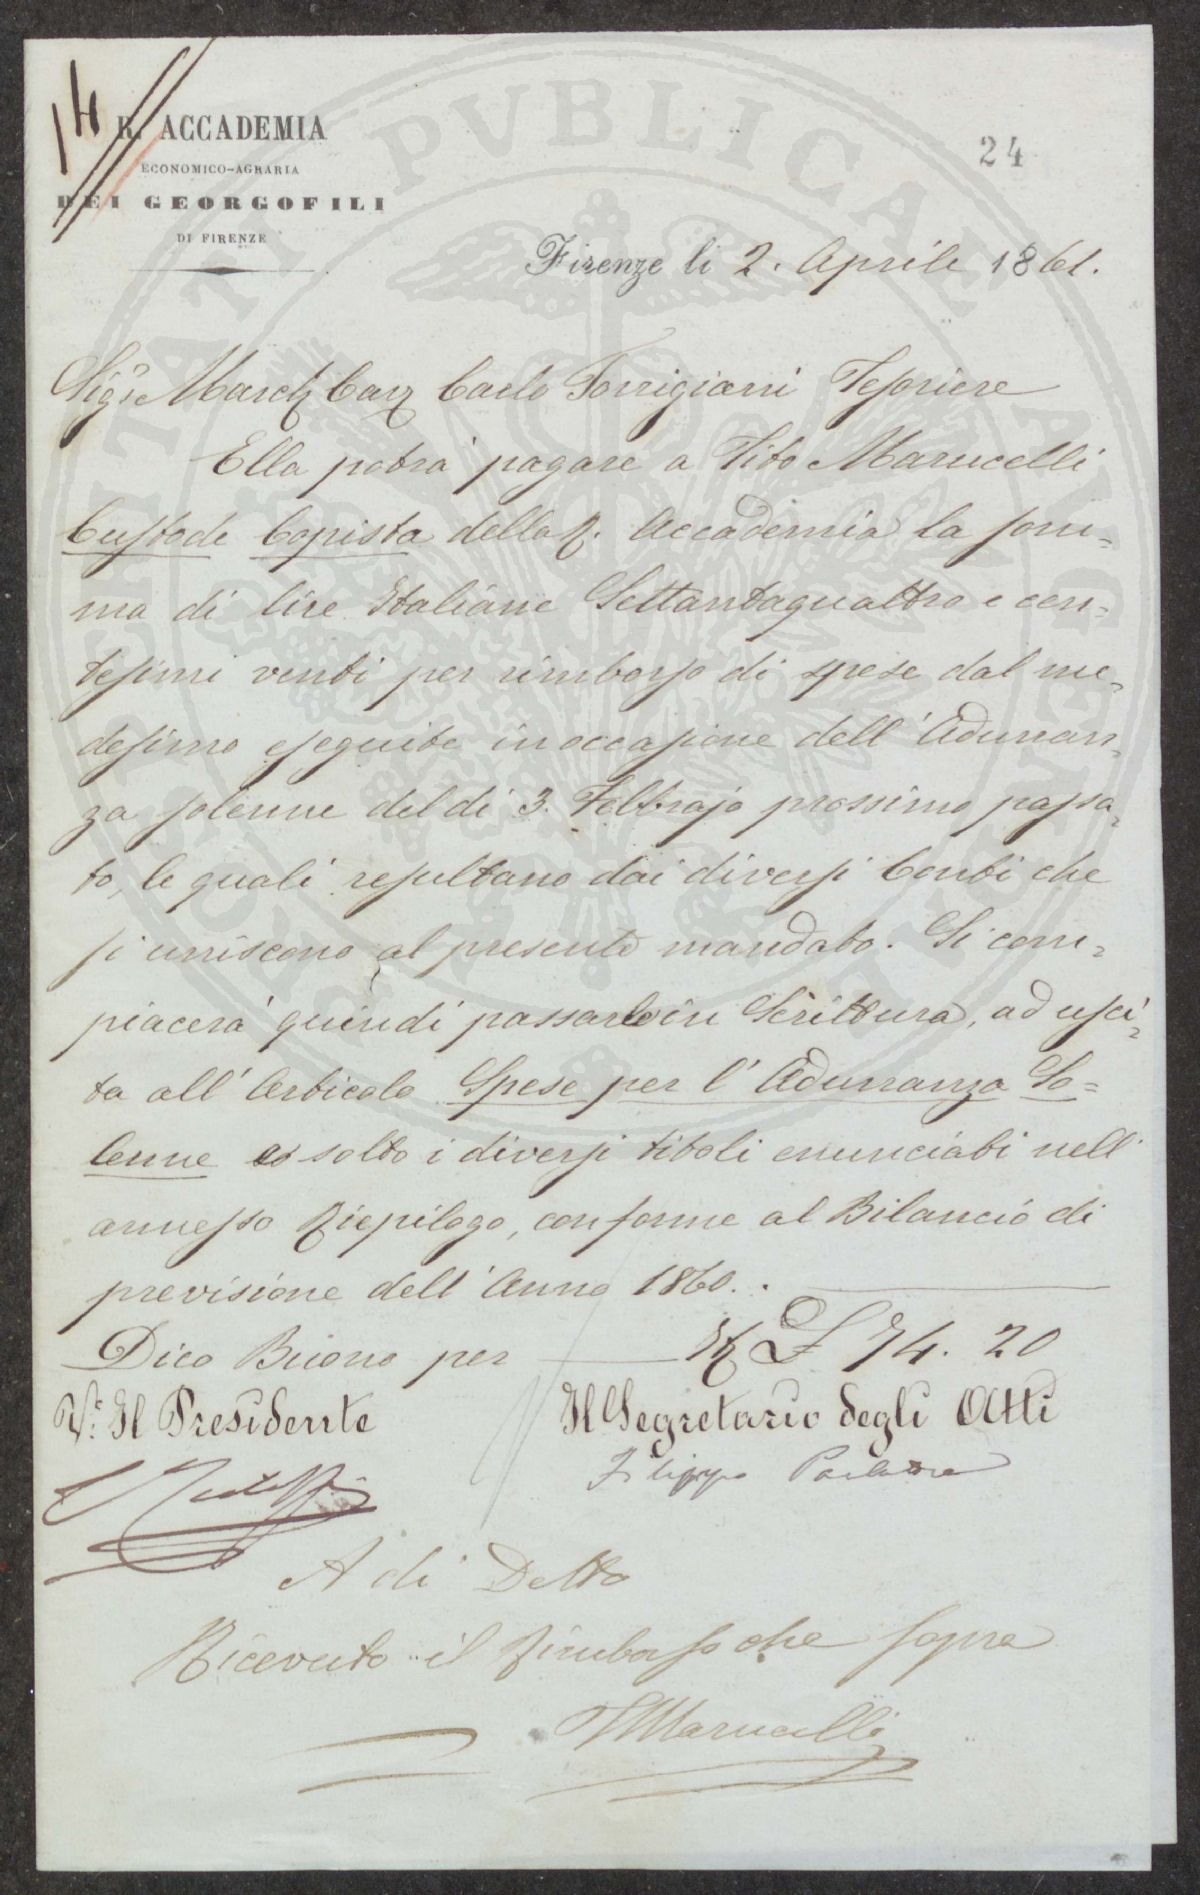 14
R. ACCADEMIA
ECONOMICO-AGRARIA
DEI GEORGOFILI
DI FIRENZE
24
Firenze li 2. Aprile 1861.
Sigr. March. Cav. Carlo Torrigiani Tesoriere
Ella potrà pagare a Tito Marucelli
Custode Copista della R. Accademia la som=
ma di lire Italiane Settantaquattro e cen=
tesimi venti per rimborso di spese dal me=
desimo eseguite in occasione dell'Adunan=
za solenne del dì 3. Febbrajo prossimo passa=
to, le quali resultano dai diversi Conti che
si uniscono al presente mandato. Si com=
piacerà quindi passarle in Scrittura, ad usci=
ta all'Articolo Spese per l'Adunanza So=
lenne e sotto i diversi titoli enunciati nell'
annesso Riepilogo, conforme al Bilancio di
previsione dell'Anno 1860.
Dico Buono per It. £ 74. 20
V.° Il Presidente
Il Segretario degli Atti
Ridolfi
Filippo Parlatore
A dì Detto
Ricevuto il Rimborso che sopra
T Marucelli
PVBLICAE